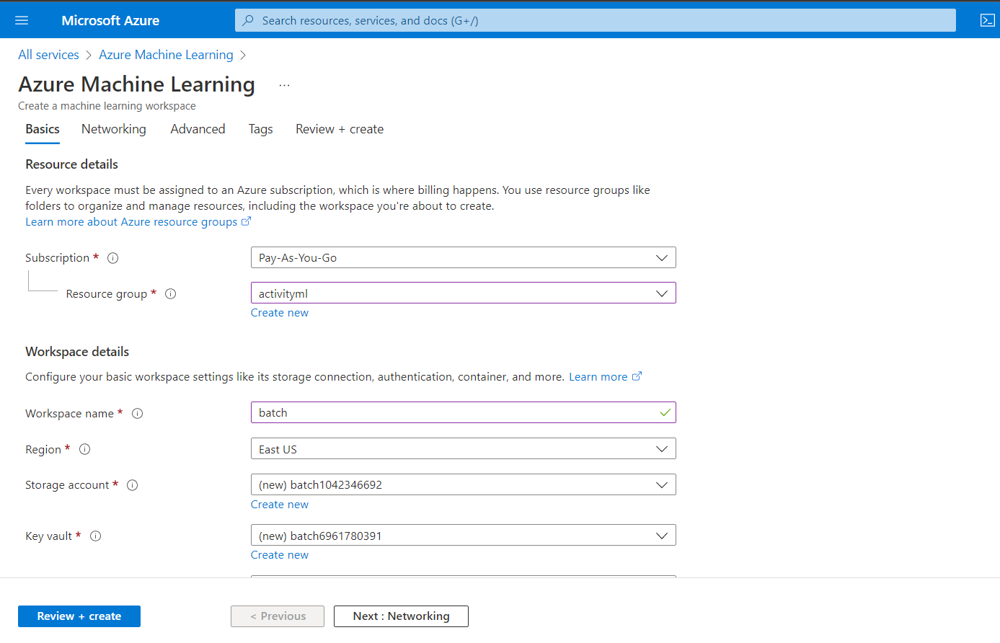 Microsoft Azure
Search resources, services, and docs (G+/)
All services > Azure Machine Learning >
Azure Machine Learning ...
Create a machine learning workspace
Basics Networking Advanced Tags Review + create
Resource details
Every workspace must be assigned to an Azure subscription, which is where billing happens. You use resource groups like
folders to organize and manage resources, including the workspace you're about to create.
Learn more about Azure resource groups
Subscription * Pay-As-You-Go
Resource group * activityml
Create new
Workspace details
Configure your basic workspace settings like its storage connection, authentication, container, and more. Learn more
Workspace name * batch
Region * East US
Storage account * (new) batch1042346692
Create new
Key vault * (new) batch6961780391
Create new
Review + create < Previous Next : Networking